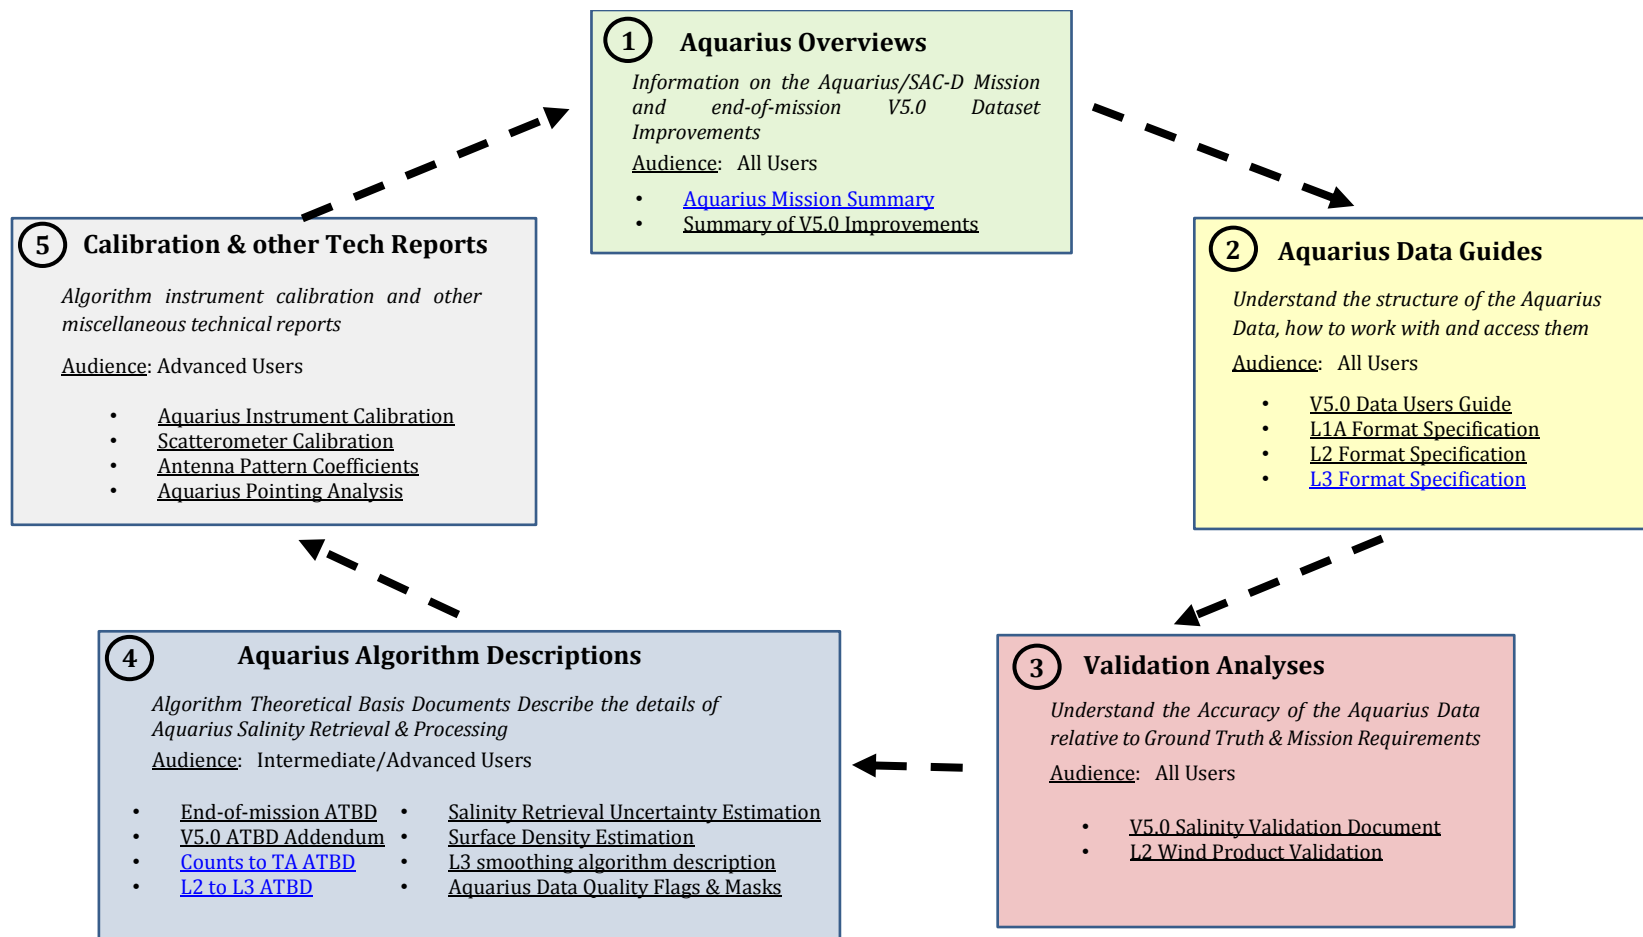 1
Aquarius Overviews
Information on the Aquarius/SAC-D Mission
and end-of-mission V5.0 Dataset
Improvements
Audience: All Users
• Aquarius Mission Summary
• Summary of V5.0 Improvements
2
Aquarius Data Guides
Understand the structure of the Aquarius
Data, how to work with and access them
Audience: All Users
• V5.0 Data Users Guide
• L1A Format Specification
• L2 Format Specification
• L3 Format Specification
3
Validation Analyses
Understand the Accuracy of the Aquarius Data
relative to Ground Truth & Mission Requirements
Audience: All Users
• V5.0 Salinity Validation Document
• L2 Wind Product Validation
4
Aquarius Algorithm Descriptions
Algorithm Theoretical Basis Documents Describe the details of
Aquarius Salinity Retrieval & Processing
Audience: Intermediate/Advanced Users
• End-of-mission ATBD
• V5.0 ATBD Addendum
• Counts to TA ATBD
• L2 to L3 ATBD
• Salinity Retrieval Uncertainty Estimation
• Surface Density Estimation
• L3 smoothing algorithm description
• Aquarius Data Quality Flags & Masks
5
Calibration & other Tech Reports
Algorithm instrument calibration and other
miscellaneous technical reports
Audience: Advanced Users
• Aquarius Instrument Calibration
• Scatterometer Calibration
• Antenna Pattern Coefficients
• Aquarius Pointing Analysis